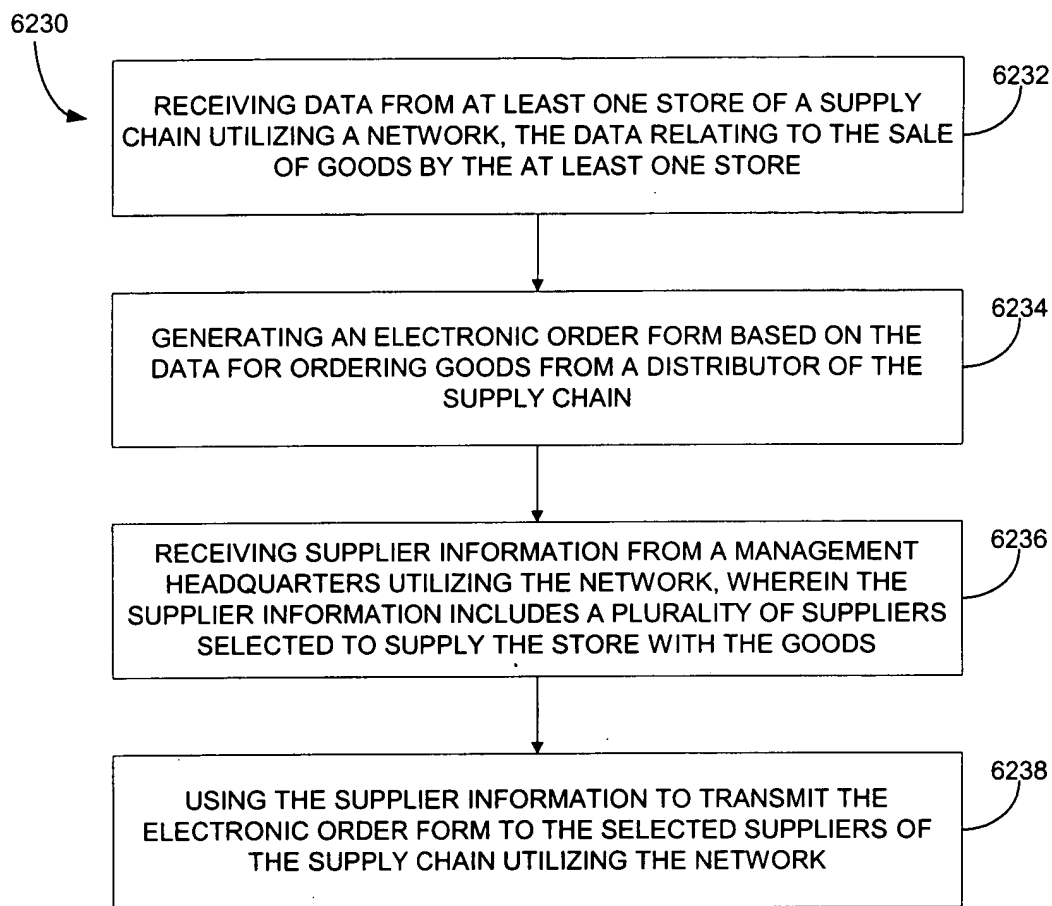 6230
6232
RECEIVING DATA FROM AT LEAST ONE STORE OF A SUPPLY
CHAIN UTILIZING A NETWORK, THE DATA RELATING TO THE SALE
OF GOODS BY THE AT LEAST ONE STORE
6234
GENERATING AN ELECTRONIC ORDER FORM BASED ON THE
DATA FOR ORDERING GOODS FROM A DISTRIBUTOR OF THE
SUPPLY CHAIN
6236
RECEIVING SUPPLIER INFORMATION FROM A MANAGEMENT
HEADQUARTERS UTILIZING THE NETWORK, WHEREIN THE
SUPPLIER INFORMATION INCLUDES A PLURALITY OF SUPPLIERS
SELECTED TO SUPPLY THE STORE WITH THE GOODS
6238
USING THE SUPPLIER INFORMATION TO TRANSMIT THE
ELECTRONIC ORDER FORM TO THE SELECTED SUPPLIERS OF
THE SUPPLY CHAIN UTILIZING THE NETWORK